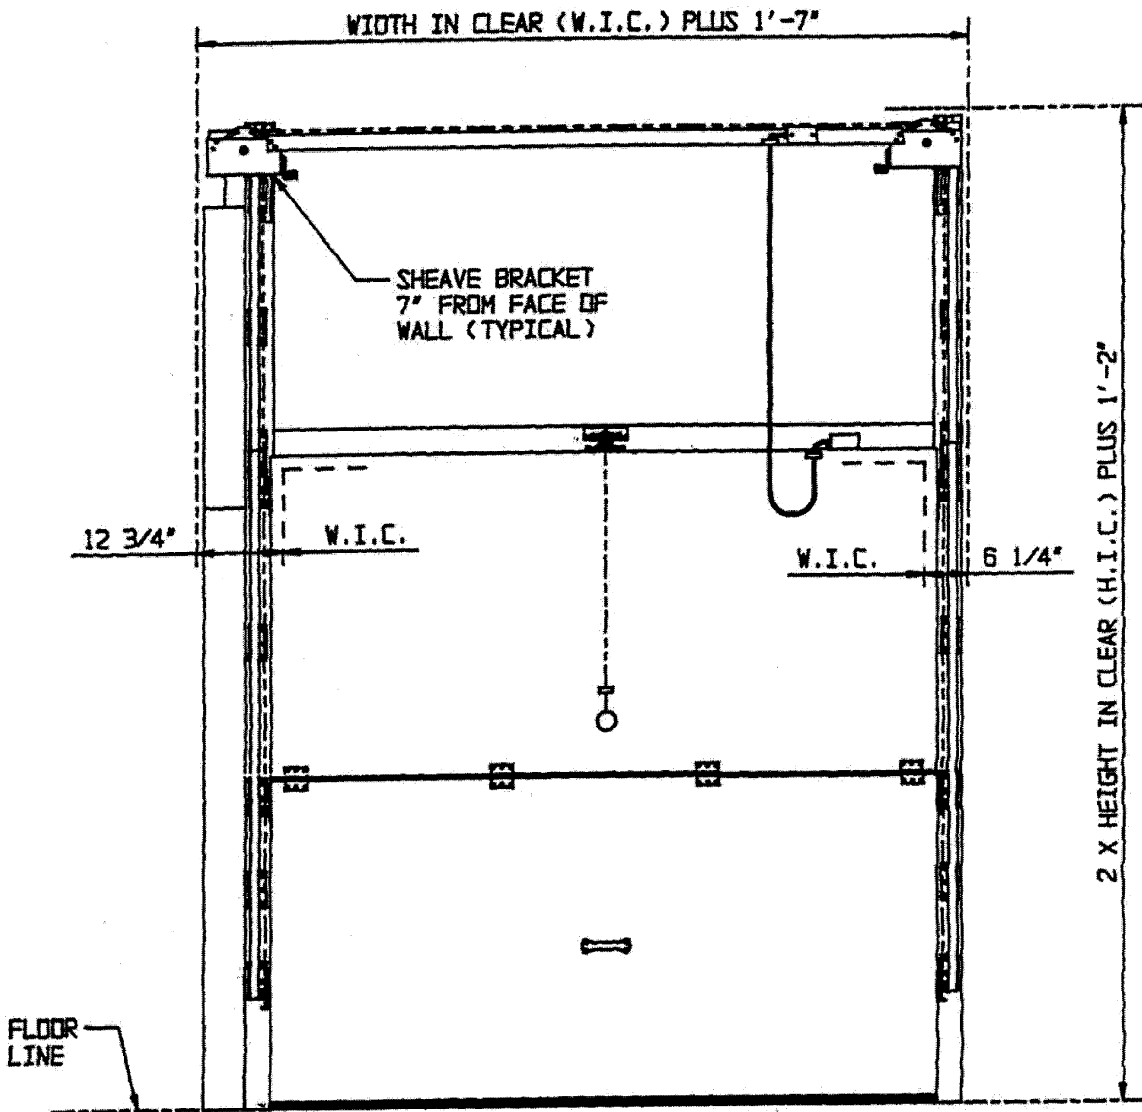 WIDTH IN CLEAR (W.I.C.) PLUS 1'-7"
SHEAVE BRACKET
7" FROM FACE OF
WALL (TYPICAL)
12 3/4"
W.I.C.
W.I.C.
6 1/4"
2 X HEIGHT IN CLEAR (H.I.C.) PLUS 1'-2"
FLOOR
LINE